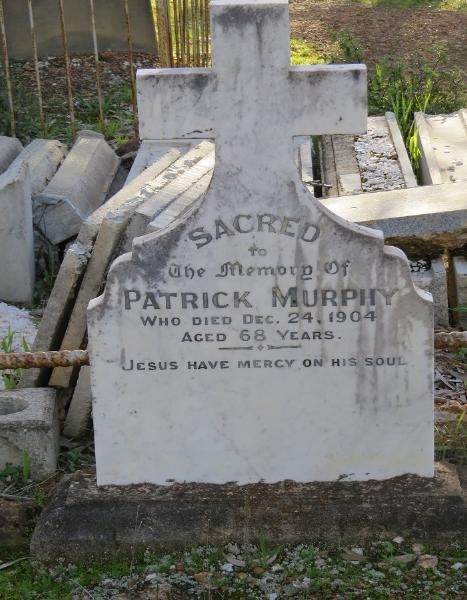 SACRED
to
The Memory Of
PATRICK MURPHY
WHO DIED DEC. 24, 1904
AGED 68 YEARS.
JESUS HAVE MERCY ON HIS SOUL